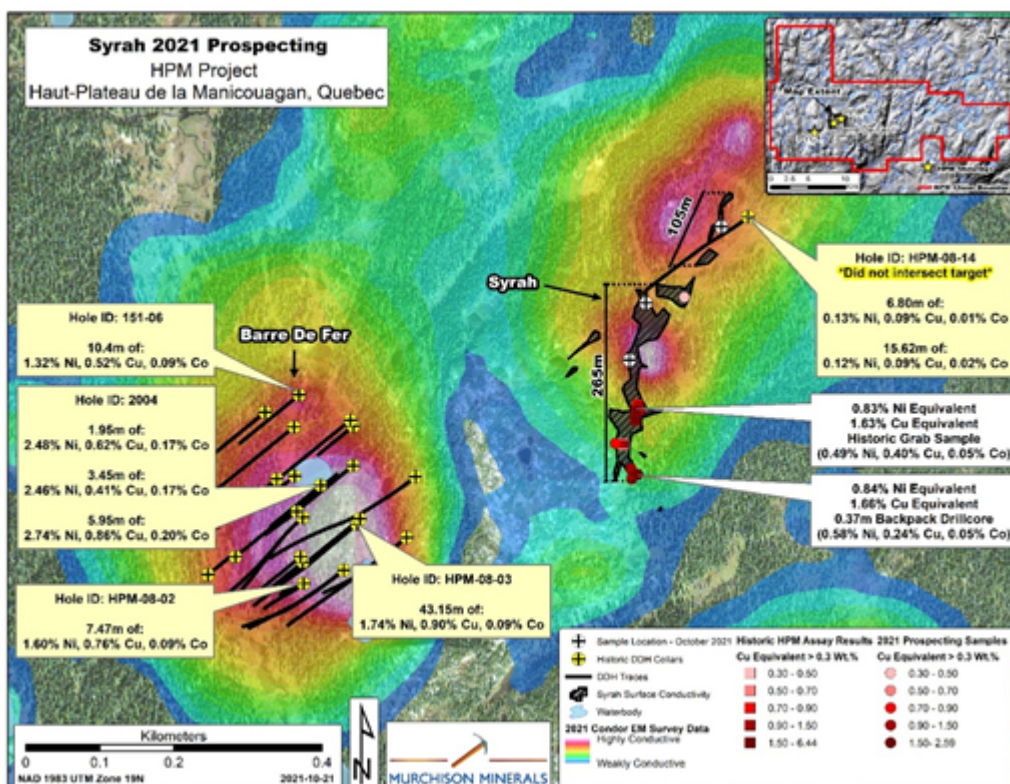 Syrah 2021 Prospecting
HPM Project
Haut-Plateau de la Manicouagan, Quebec
Map Extent
0 2.5 5 10
105m
Syrah
265m
Barre De Fer
Hole ID: HPM-08-14
"Did not intersect target"
6.80m of:
0.13% Ni, 0.09% Cu, 0.01% Co
15.62m of:
0.12% Ni, 0.09% Cu, 0.02% Co
Hole ID: 151-06
10.4m of:
1.32% Ni, 0.52% Cu, 0.09% Co
Hole ID: 2004
1.95m of:
2.48% Ni, 0.62% Cu, 0.17% Co
3.45m of:
2.46% Ni, 0.41% Cu, 0.17% Co
5.95m of:
2.74% Ni, 0.86% Cu, 0.20% Co
0.83% Ni Equivalent
1.63% Cu Equivalent
Historic Grab Sample
(0.49% Ni, 0.40% Cu, 0.05% Co)
0.84% Ni Equivalent
1.66% Cu Equivalent
0.37m Backpack Drillcore
(0.58% Ni, 0.24% Cu, 0.05% Co)
Hole ID: HPM-08-02
7.47m of:
1.60% Ni, 0.76% Cu, 0.09% Co
Hole ID: HPM-08-03
43.15m of:
1.74% Ni, 0.90% Cu, 0.09% Co
Sample Location - October 2021
Historic DDH Collars
DDH Traces
Syrah Surface Conductivity
Waterbody
2021 Condor EM Survey Data
Highly Conductive
Weakly Conductive
Historic HPM Assay Results
Cu Equivalent > 0.3 Wt.%
0.30 - 0.50
0.50 - 0.70
0.70 - 0.90
0.90 - 1.50
1.50 - 6.44
2021 Prospecting Samples
Cu Equivalent > 0.3 Wt.%
0.30 - 0.50
0.50 - 0.70
0.70 - 0.90
0.90 - 1.50
1.50- 2.59
Kilometers
0 0.1 0.2 0.4
NAD 1983 UTM Zone 19N
2021-10-21
N
MURCHISON MINERALS